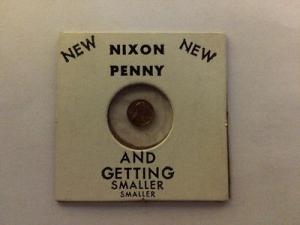 NEW NIXON NEW
PENNY
AND
GETTING
SMALLER
SMALLER